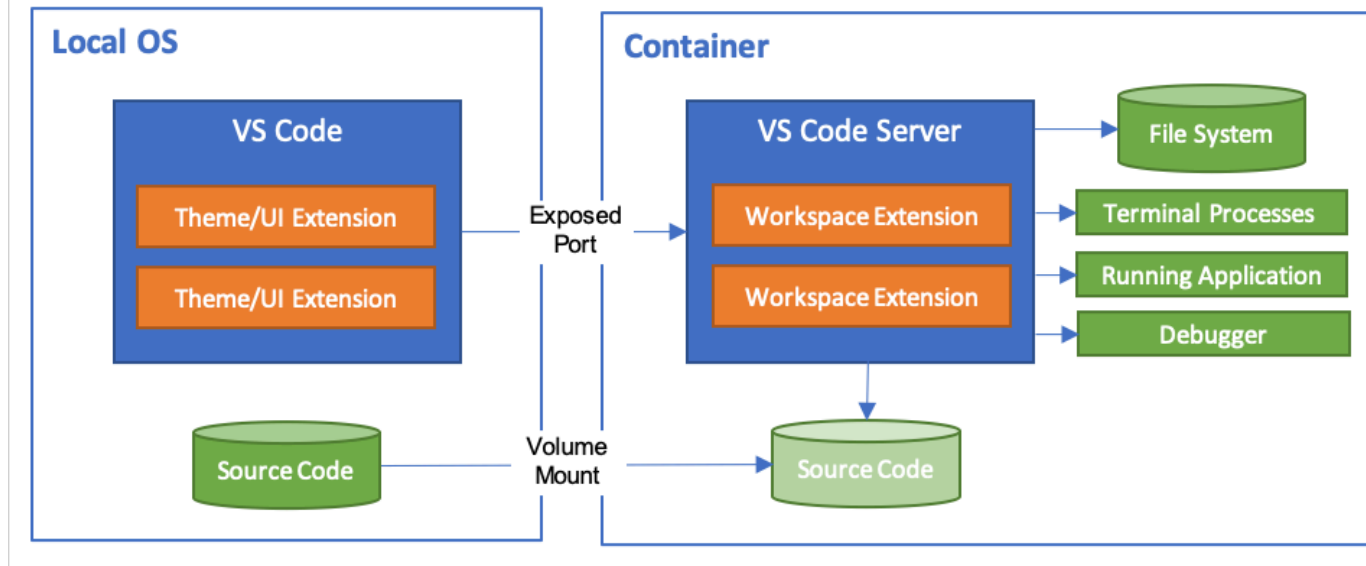 Local OS
VS Code
Theme/UI Extension
Theme/UI Extension
Source Code
Exposed
Port
Volume
Mount
Container
VS Code Server
Workspace Extension
Workspace Extension
Source Code
File System
Terminal Processes
Running Application
Debugger